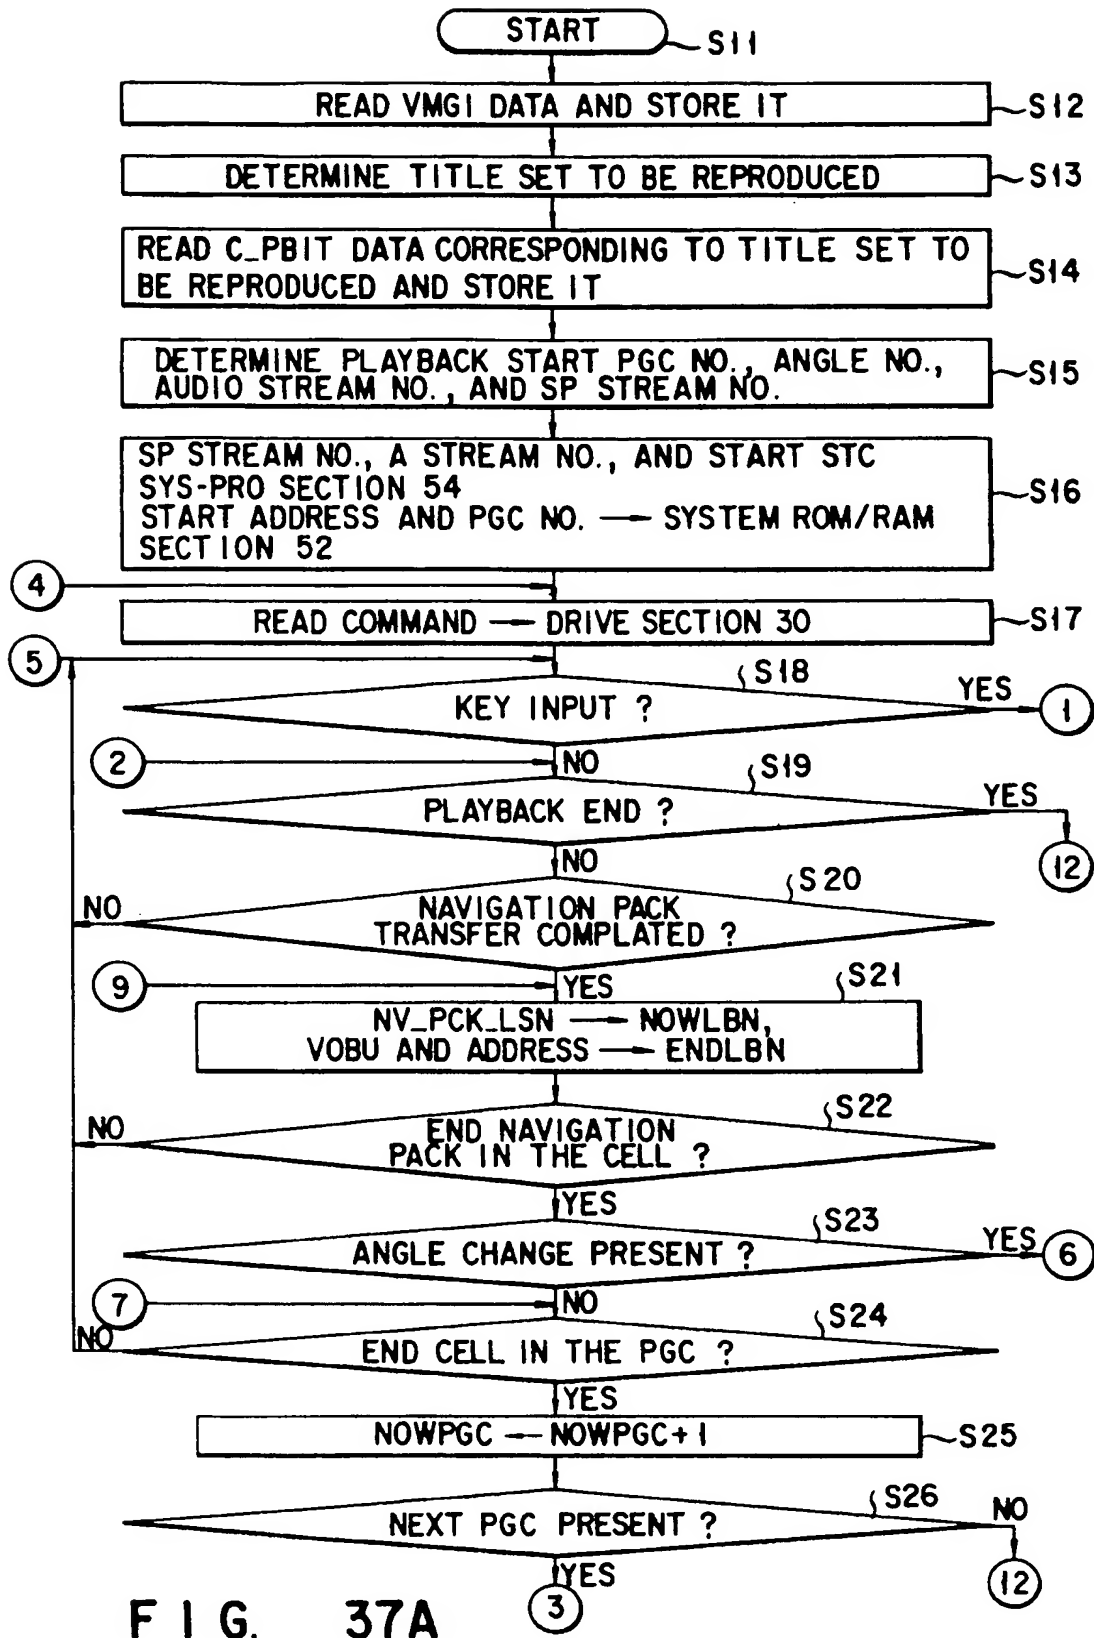 START
S11
READ VMGI DATA AND STORE IT
S12
DETERMINE TITLE SET TO BE REPRODUCED
S13
READ C_PBIT DATA CORRESPONDING TO TITLE SET TO
BE REPRODUCED AND STORE IT
S14
DETERMINE PLAYBACK START PGC NO., ANGLE NO.,
AUDIO STREAM NO., AND SP STREAM NO.
S15
SP STREAM NO., A STREAM NO., AND START STC
SYS-PRO SECTION 54
START ADDRESS AND PGC NO. → SYSTEM ROM/RAM
SECTION 52
S16
4
READ COMMAND → DRIVE SECTION 30
S17
5
S18
KEY INPUT ?
YES
1
2
NO
S19
PLAYBACK END ?
YES
12
NO
S20
NO
NAVIGATION PACK
TRANSFER COMPLATED ?
9
YES
S21
NV_PCK_LSN → NOWLBN,
VOBU AND ADDRESS → ENDLBN
S22
NO
END NAVIGATION
PACK IN THE CELL ?
YES
S23
ANGLE CHANGE PRESENT ?
YES
6
7
NO
S24
NO
END CELL IN THE PGC ?
YES
NOWPGC ← NOWPGC+1
S25
S26
NEXT PGC PRESENT ?
NO
12
YES
3
FIG. 37A